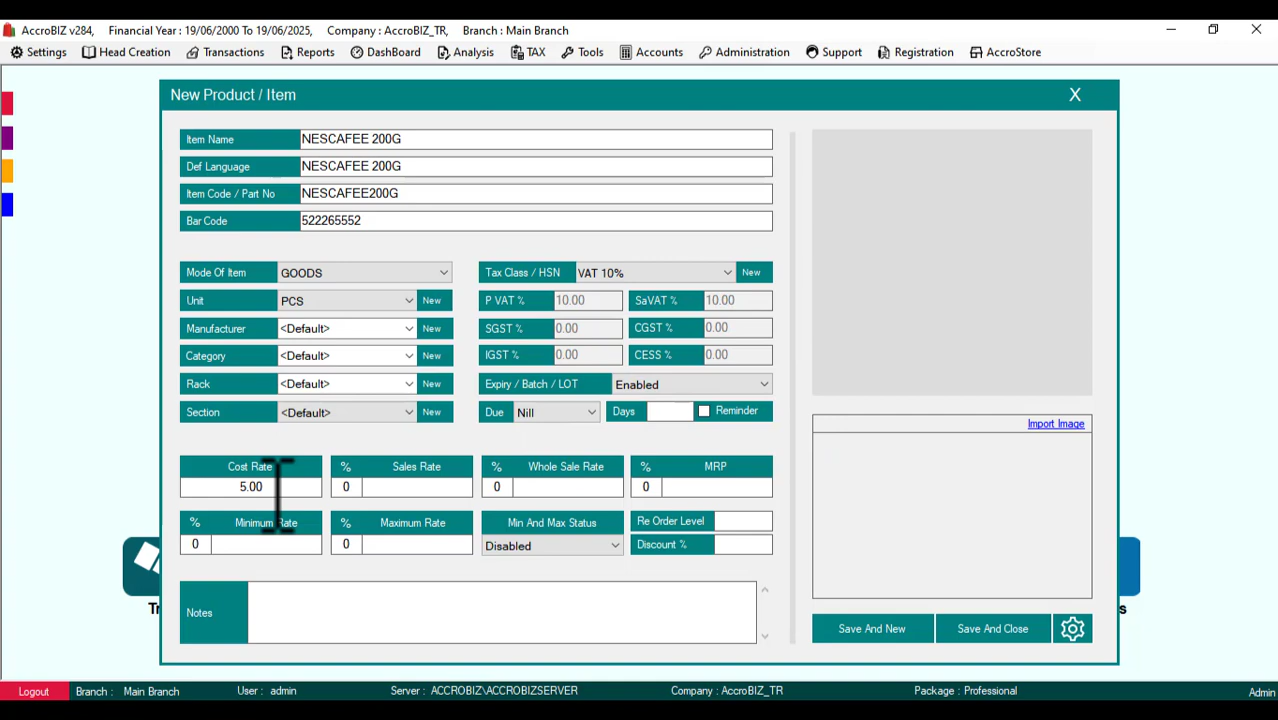 AccroBIZ v284, Financial Year : 19/06/2000 To 19/06/2025, Company : AccroBIZ_TR, Branch : Main Branch
Settings Head Creation Transactions Reports DashBoard Analysis TAX Tools Accounts Administration Support Registration AccroStore
New Product / Item X
Item Name NESCAFEE 200G
Def Language NESCAFEE 200G
Item Code / Part No NESCAFEE200G
Bar Code 522265552
Mode Of Item GOODS Tax Class / HSN VAT 10% New
Unit PCS New P VAT % 10.00 SaVAT % 10.00
Manufacturer <Default> New SGST % 0.00 CGST % 0.00
Category <Default> New IGST % 0.00 CESS % 0.00
Rack <Default> New Expiry / Batch / LOT Enabled
Section <Default> New Due Nill Days Reminder
Import Image
Cost Rate % Sales Rate % Whole Sale Rate % MRP
5.00 0 0 0
% Minimum Rate % Maximum Rate Min And Max Status Re Order Level
0 0 Disabled Discount %
Notes
Save And New Save And Close
Logout Branch : Main Branch User : admin Server : ACCROBIZ\ACCROBIZSERVER Company : AccroBIZ_TR Package : Professional Admin